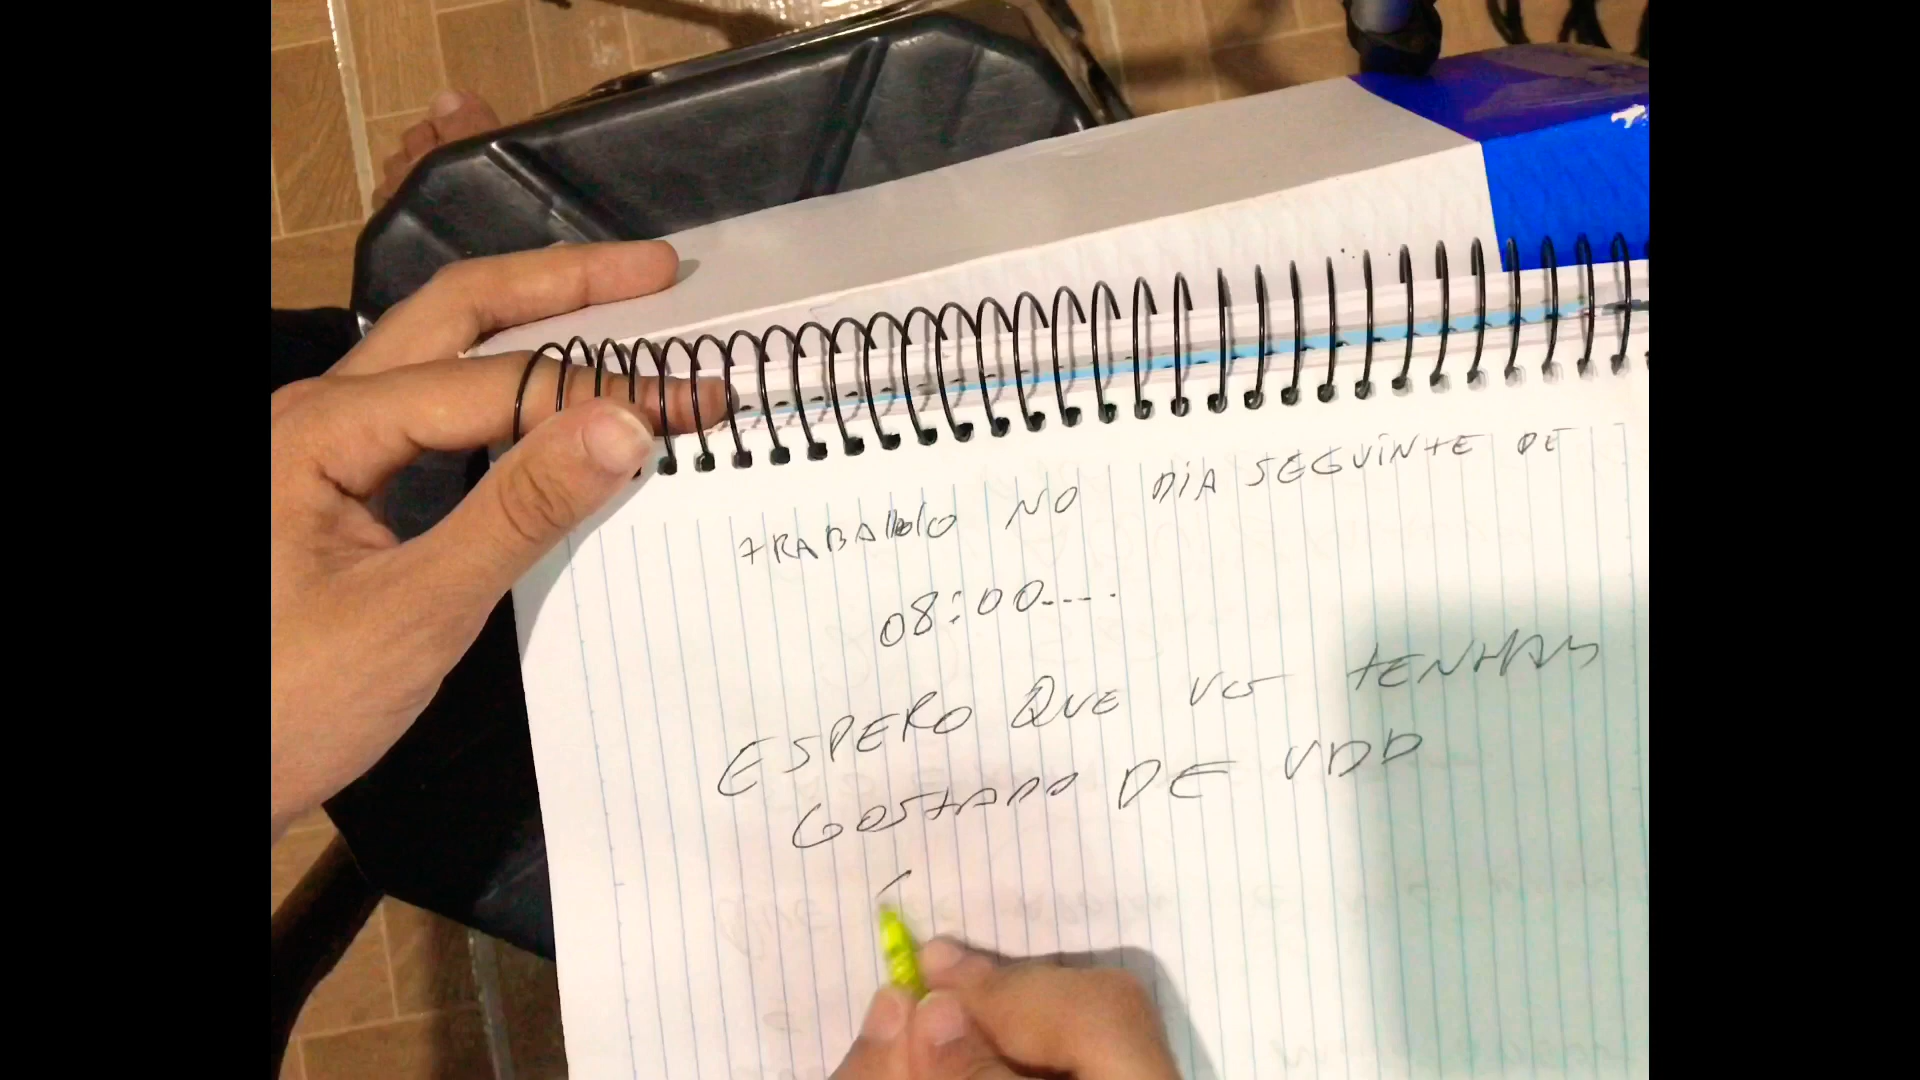 TRABALHO NO DIA SEGUINTE DE
08:00....
ESPERO QUE VCS TENHAM
GOSTADO DE VDD